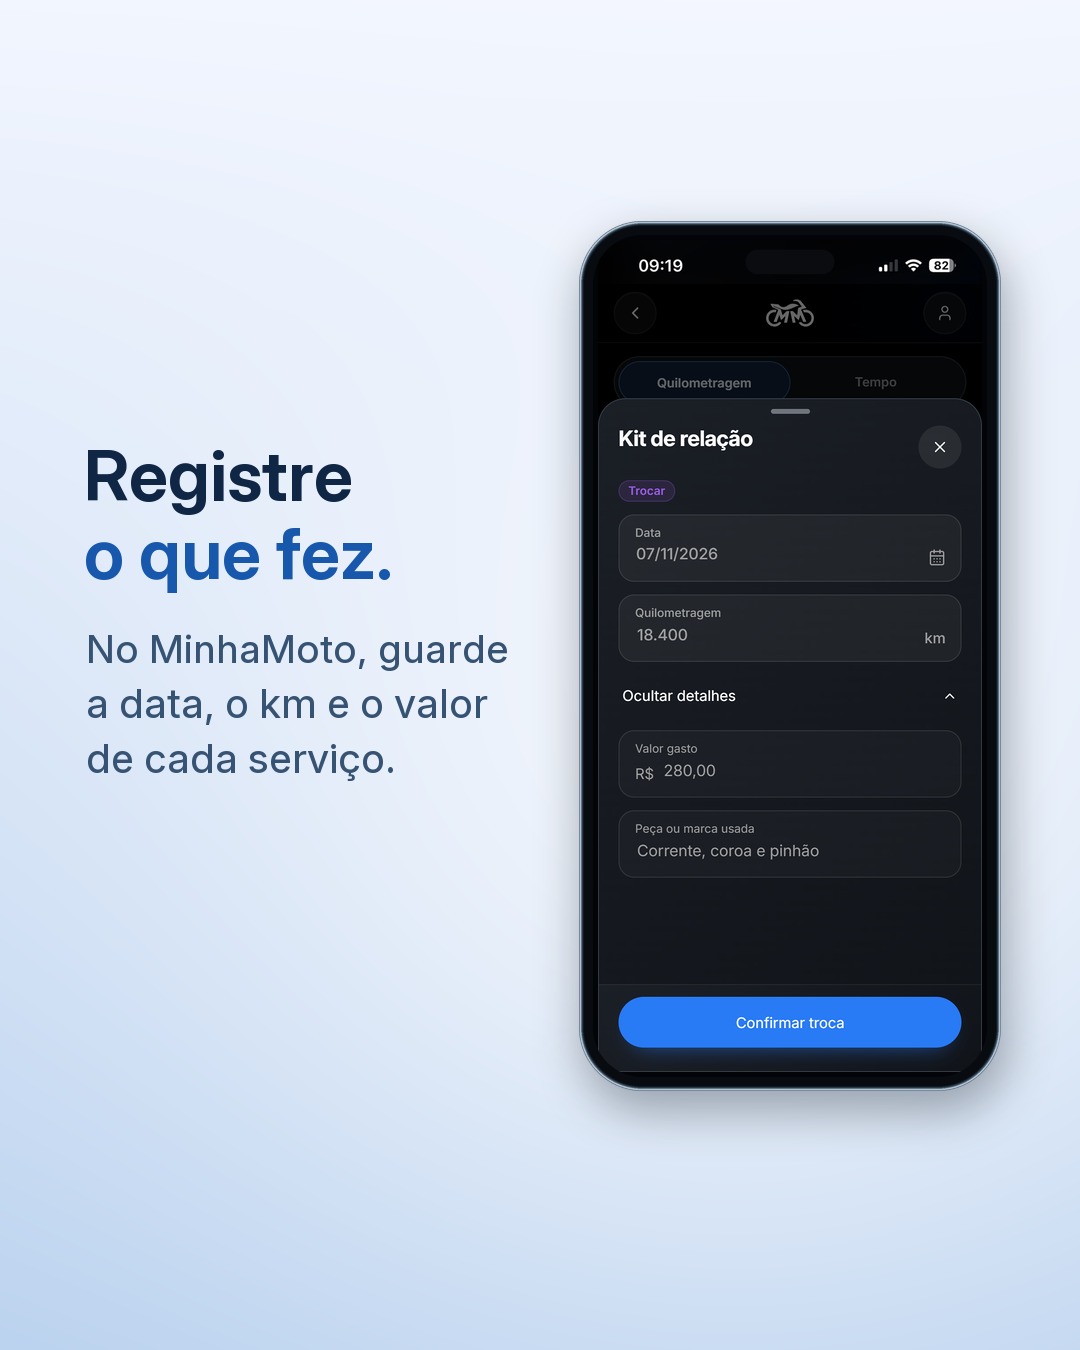 Registre
o que fez.
No MinhaMoto, guarde
a data, o km e o valor
de cada serviço.
09:19
82
MM
Quilometragem
Tempo
Kit de relação
Trocar
Data
07/11/2026
Quilometragem
18.400
km
Ocultar detalhes
Valor gasto
R$ 280,00
Peça ou marca usada
Corrente, coroa e pinhão
Confirmar troca